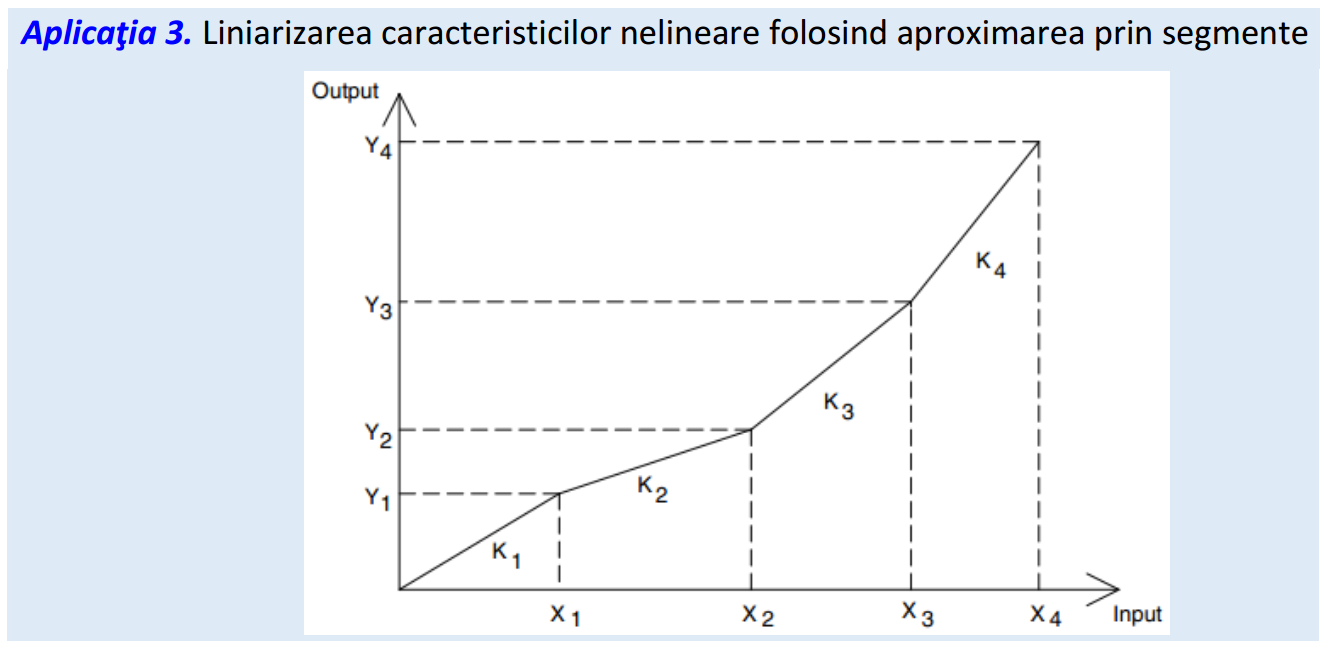 Aplicaţia 3. Liniarizarea caracteristicilor nelineare folosind aproximarea prin segmente
Output
Y4
Y3
Y2
Y1
K1
K2
K3
K4
X1
X2
X3
X4
Input